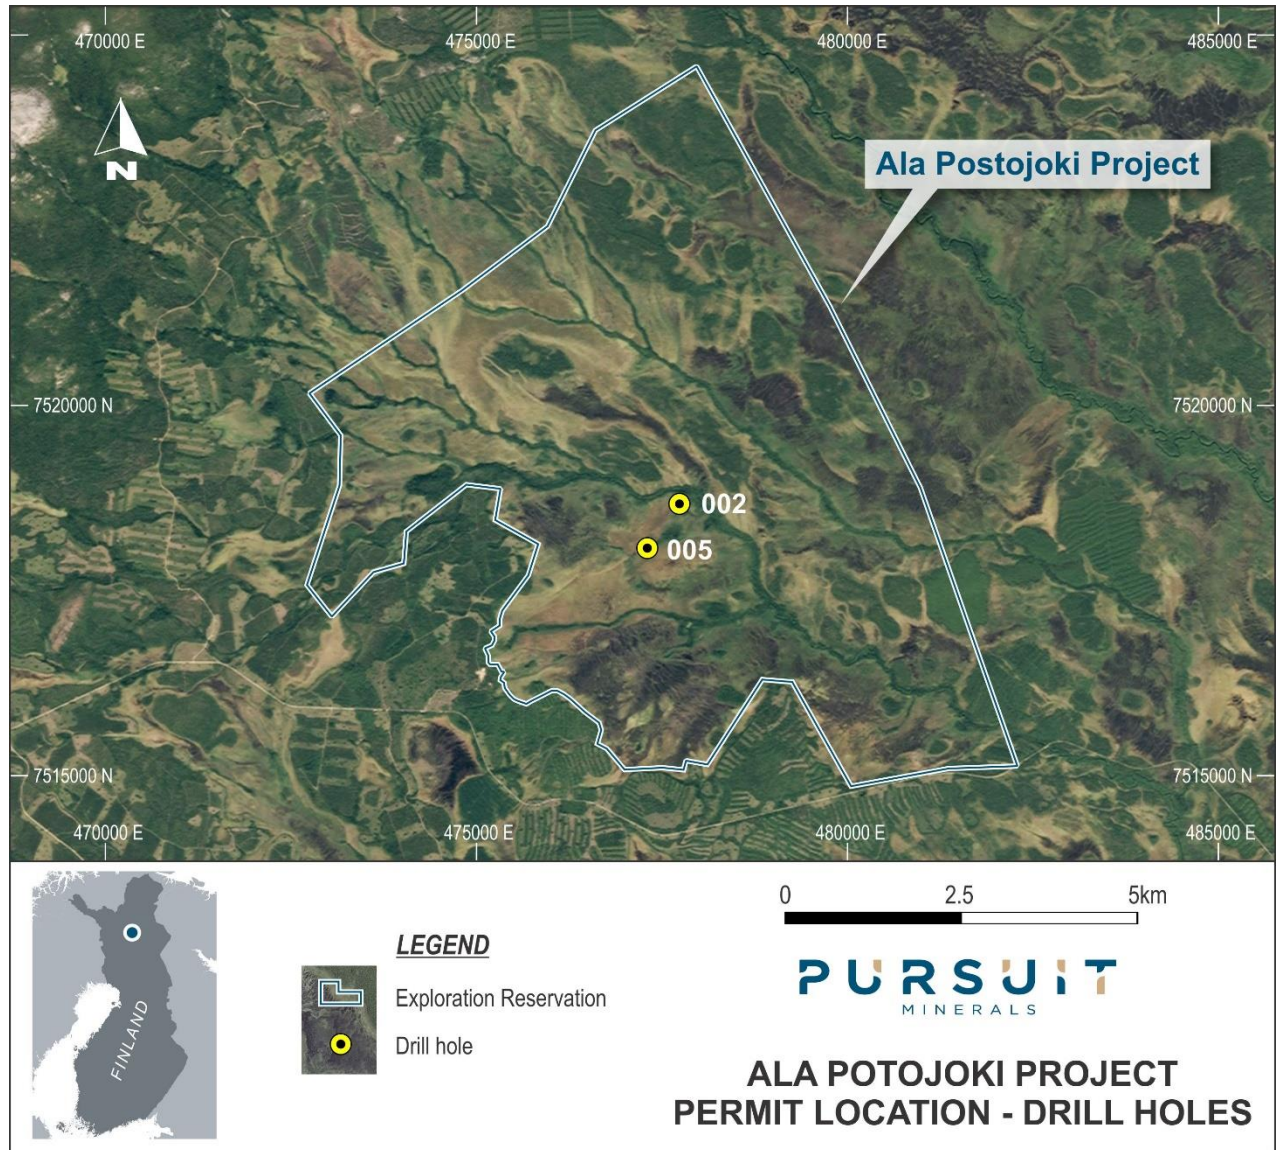 470000 E
475000 E
480000 E
485000 E
N
Ala Postojoki Project
7520000 N
7520000 N
002
005
7515000 N
7515000 N
470000 E
475000 E
480000 E
485000 E
FINLAND
LEGEND
Exploration Reservation
Drill hole
0 2.5 5km
PURSUIT
MINERALS
ALA POTOJOKI PROJECT
PERMIT LOCATION - DRILL HOLES